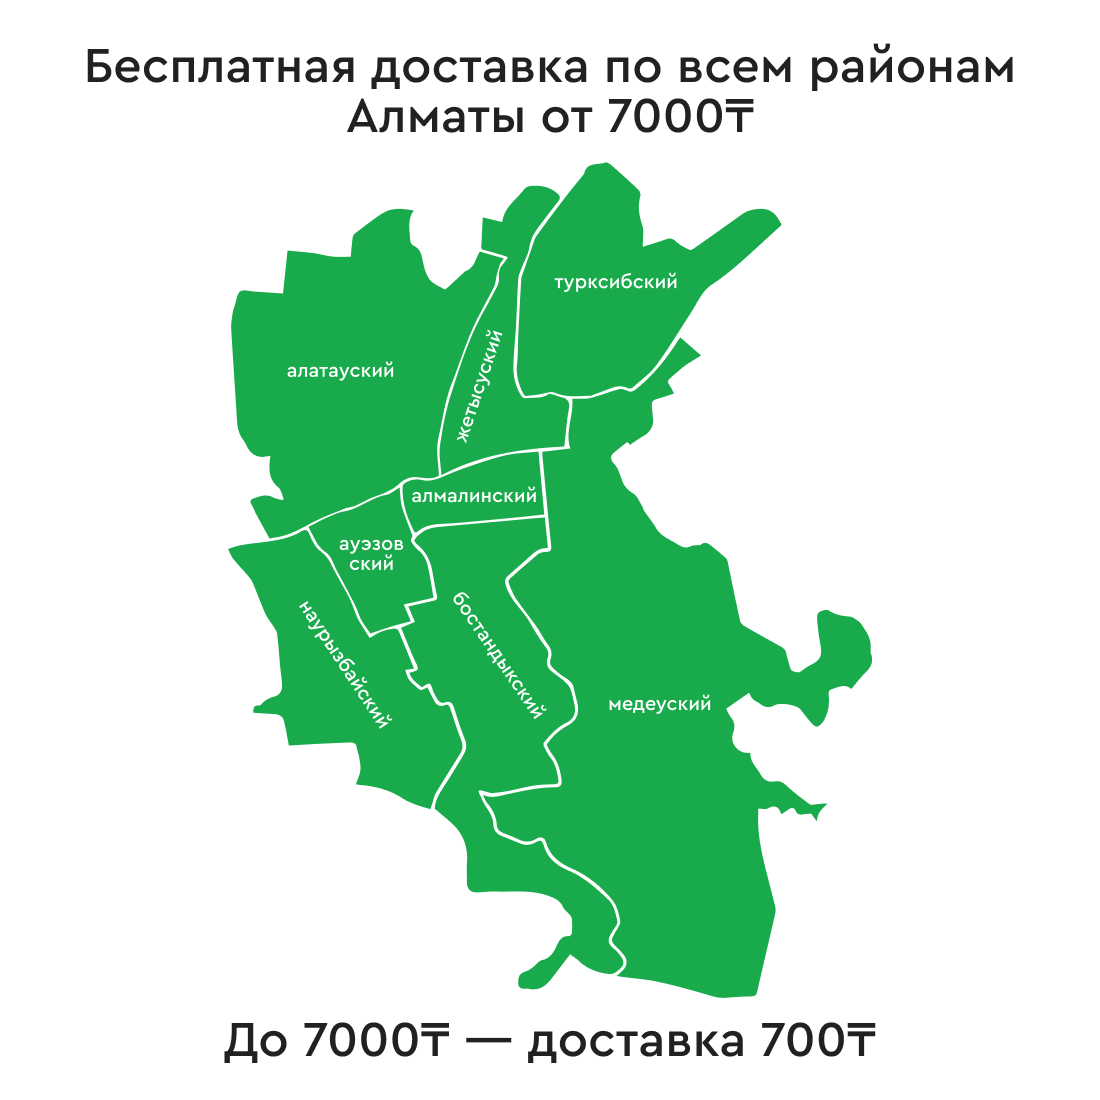 Бесплатная доставка по всем районам
Алматы от 7000₸
турксибский
алатауский
жетысуский
алмалинский
ауэзов
ский
наурызбайский
бостандыкский
медеуский
До 7000₸ — доставка 700₸